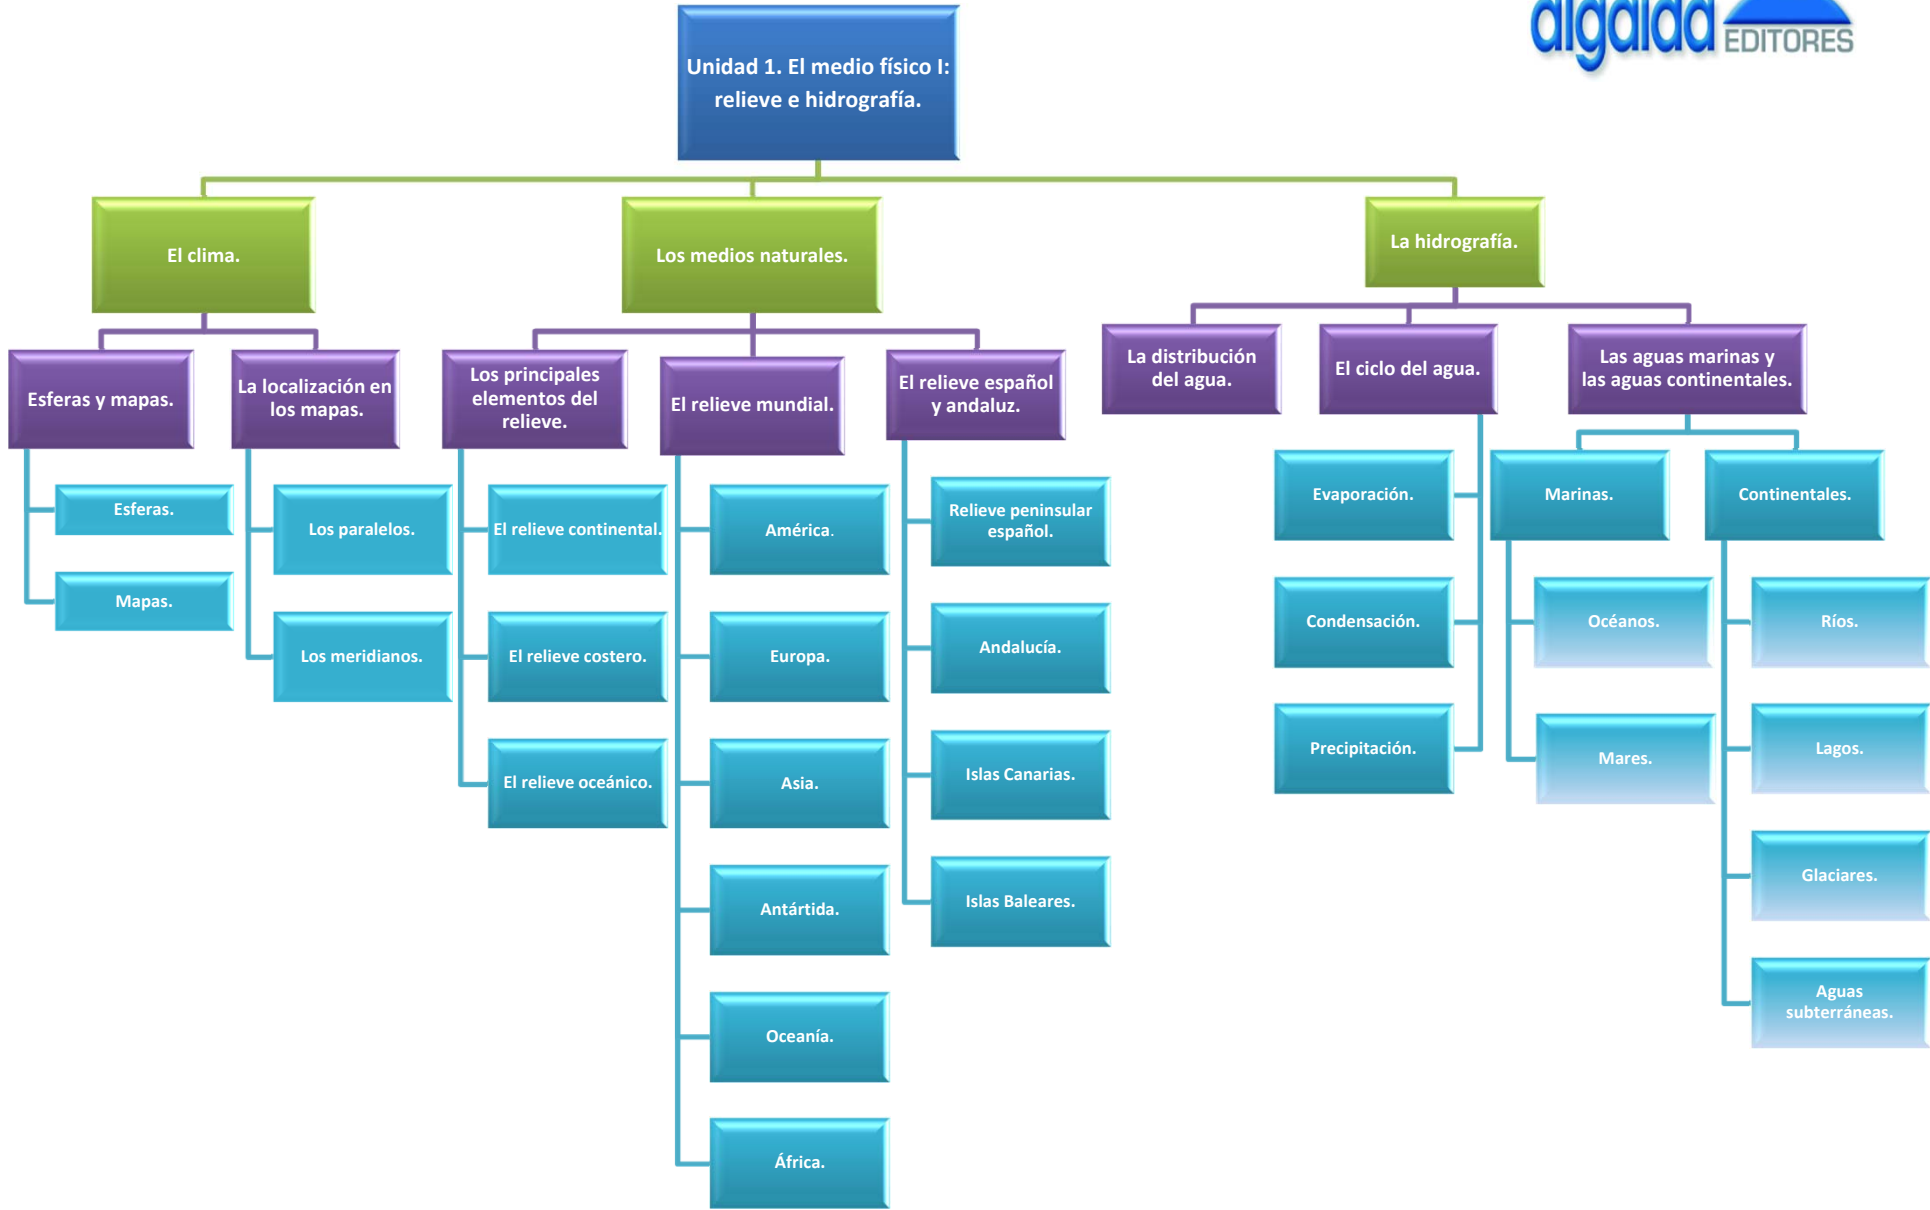 algaida
EDITORES
Unidad 1. El medio físico I:
relieve e hidrografía.
El clima.
Los medios naturales.
La hidrografía.
Esferas y mapas.
La localización en
los mapas.
Los principales
elementos del
relieve.
El relieve mundial.
El relieve español
y andaluz.
La distribución
del agua.
El ciclo del agua.
Las aguas marinas y
las aguas continentales.
Esferas.
Mapas.
Los paralelos.
Los meridianos.
El relieve continental.
El relieve costero.
El relieve oceánico.
América.
Europa.
Asia.
Antártida.
Oceanía.
África.
Relieve peninsular
español.
Andalucía.
Islas Canarias.
Islas Baleares.
Evaporación.
Condensación.
Precipitación.
Marinas.
Océanos.
Mares.
Continentales.
Ríos.
Lagos.
Glaciares.
Aguas
subterráneas.